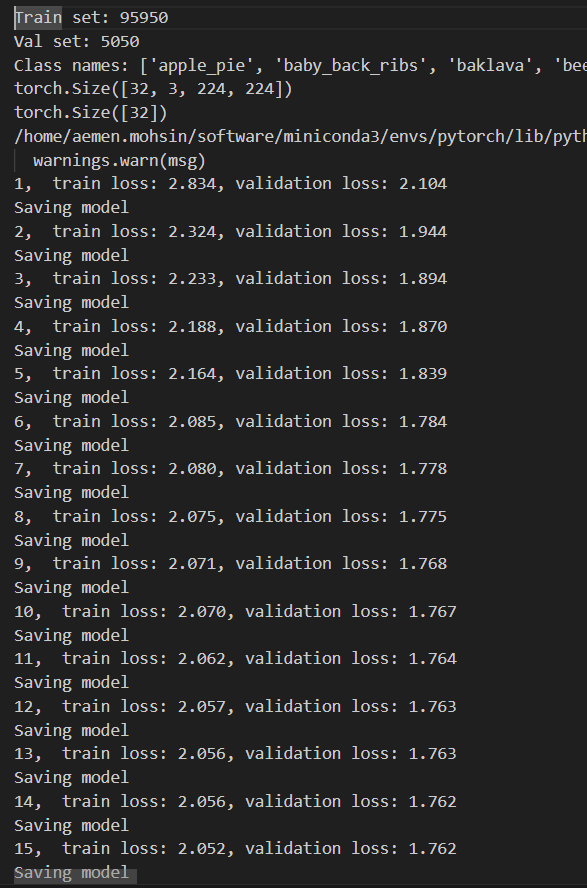 Train set: 95950
Val set: 5050
Class names: ['apple_pie', 'baby_back_ribs', 'baklava', 'bee
torch.Size([32, 3, 224, 224])
torch.Size([32])
/home/aemen.mohsin/software/miniconda3/envs/pytorch/lib/pyth
warnings.warn(msg)
1,  train loss: 2.834, validation loss: 2.104
Saving model
2,  train loss: 2.324, validation loss: 1.944
Saving model
3,  train loss: 2.233, validation loss: 1.894
Saving model
4,  train loss: 2.188, validation loss: 1.870
Saving model
5,  train loss: 2.164, validation loss: 1.839
Saving model
6,  train loss: 2.085, validation loss: 1.784
Saving model
7,  train loss: 2.080, validation loss: 1.778
Saving model
8,  train loss: 2.075, validation loss: 1.775
Saving model
9,  train loss: 2.071, validation loss: 1.768
Saving model
10,  train loss: 2.070, validation loss: 1.767
Saving model
11,  train loss: 2.062, validation loss: 1.764
Saving model
12,  train loss: 2.057, validation loss: 1.763
Saving model
13,  train loss: 2.056, validation loss: 1.763
Saving model
14,  train loss: 2.056, validation loss: 1.762
Saving model
15,  train loss: 2.052, validation loss: 1.762
Saving model